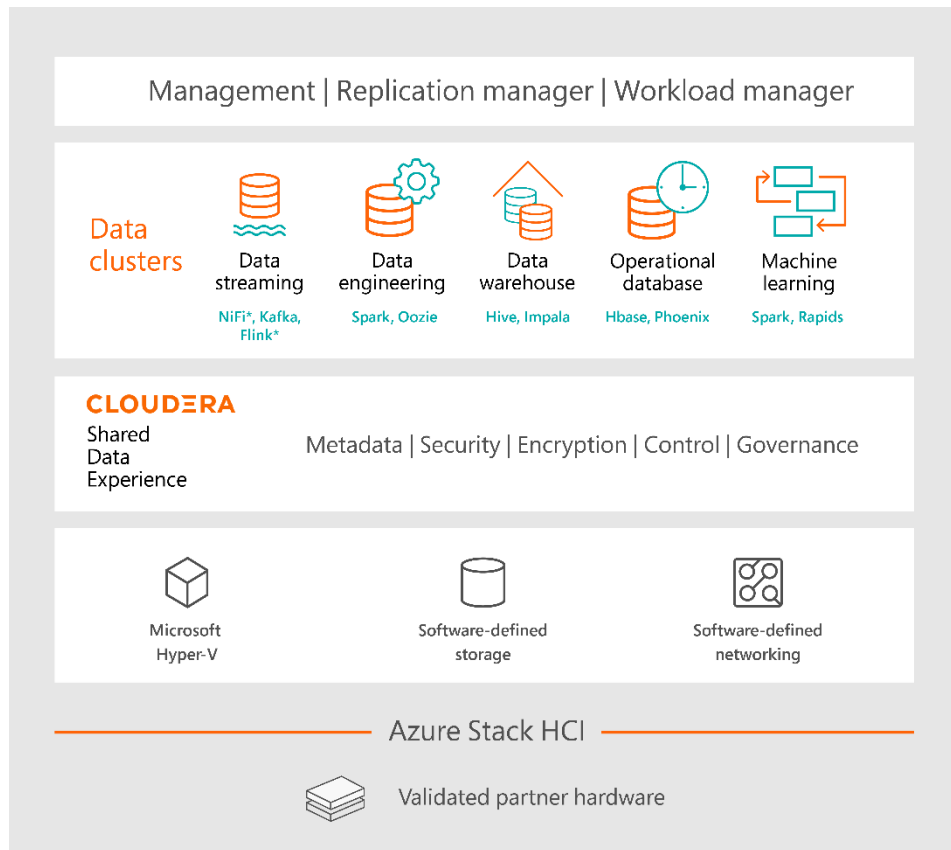 Management | Replication manager | Workload manager
Data
clusters
Data
streaming
NiFi*, Kafka,
Flink*
Data
engineering
Spark, Oozie
Data
warehouse
Hive, Impala
Operational
database
Hbase, Phoenix
Machine
learning
Spark, Rapids
CLOUDERA
Shared
Data
Experience
Metadata | Security | Encryption | Control | Governance
Microsoft
Hyper-V
Software-defined
storage
Software-defined
networking
Azure Stack HCI
Validated partner hardware